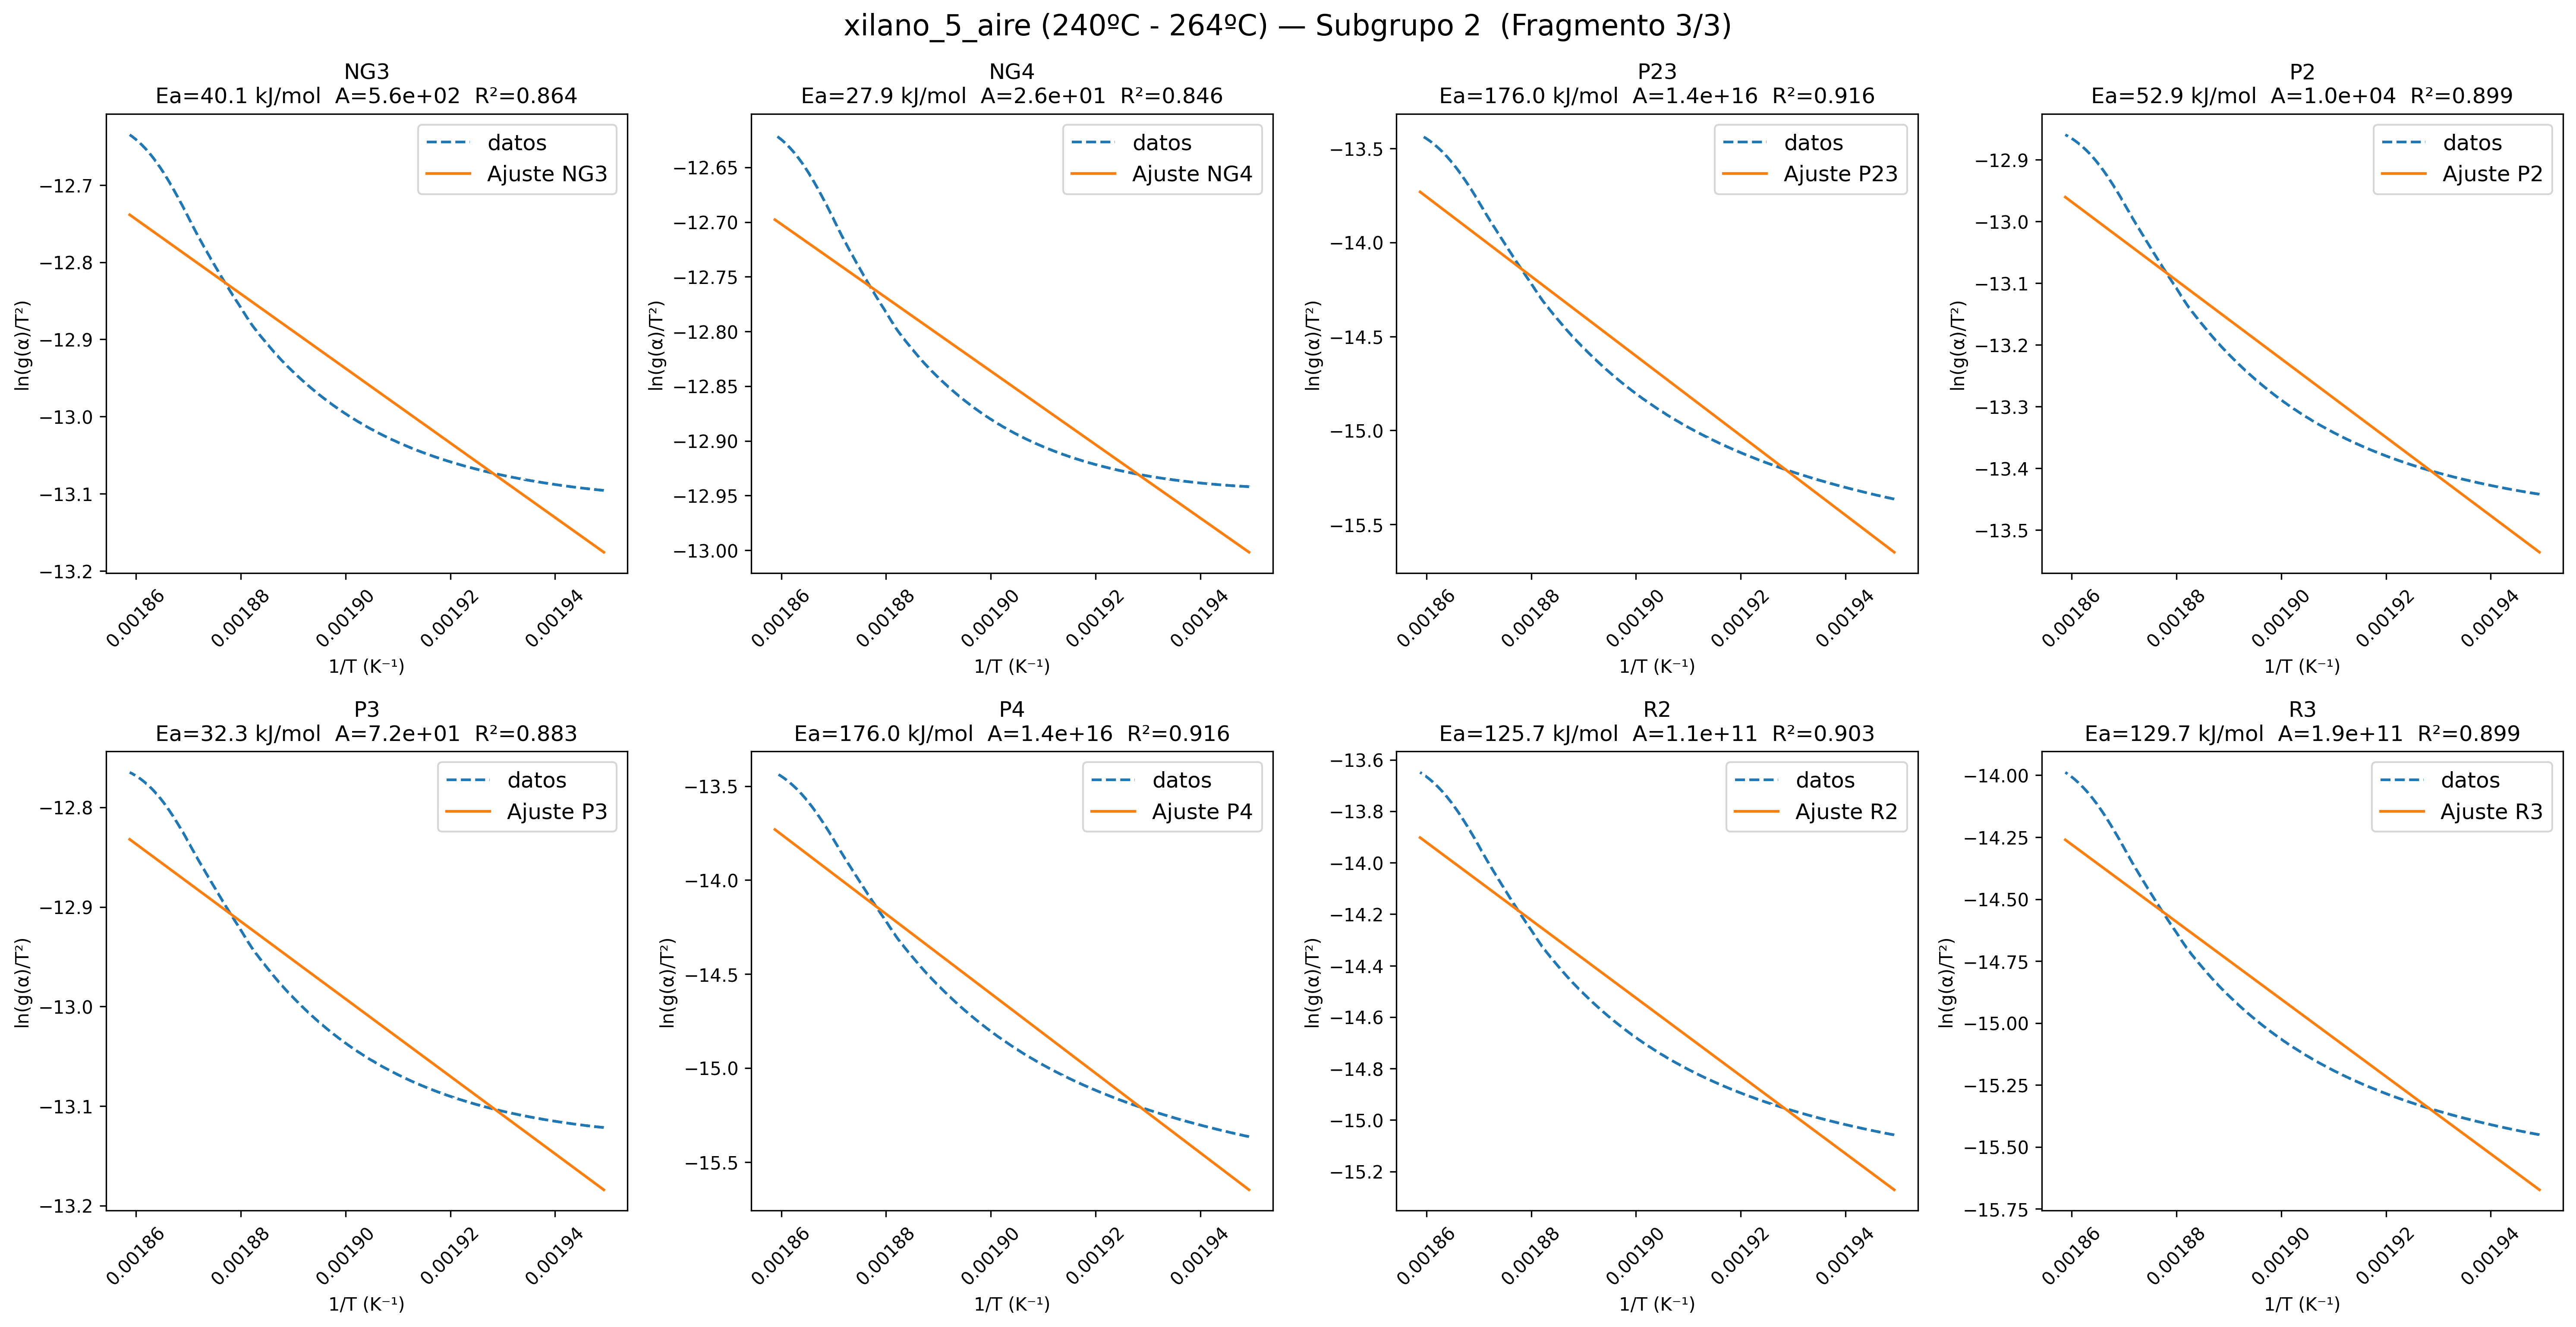 xilano_5_aire (240ºC - 264ºC) — Subgrupo 2  (Fragmento 3/3)
NG3
Ea=40.1 kJ/mol  A=5.6e+02  R²=0.864
datos
Ajuste NG3
ln(g(α)/T²)
−12.7
−12.8
−12.9
−13.0
−13.1
−13.2
0.00186
0.00188
0.00190
0.00192
0.00194
1/T (K⁻¹)
NG4
Ea=27.9 kJ/mol  A=2.6e+01  R²=0.846
datos
Ajuste NG4
ln(g(α)/T²)
−12.65
−12.70
−12.75
−12.80
−12.85
−12.90
−12.95
−13.00
0.00186
0.00188
0.00190
0.00192
0.00194
1/T (K⁻¹)
P23
Ea=176.0 kJ/mol  A=1.4e+16  R²=0.916
datos
Ajuste P23
ln(g(α)/T²)
−13.5
−14.0
−14.5
−15.0
−15.5
0.00186
0.00188
0.00190
0.00192
0.00194
1/T (K⁻¹)
P2
Ea=52.9 kJ/mol  A=1.0e+04  R²=0.899
datos
Ajuste P2
ln(g(α)/T²)
−12.9
−13.0
−13.1
−13.2
−13.3
−13.4
−13.5
0.00186
0.00188
0.00190
0.00192
0.00194
1/T (K⁻¹)
P3
Ea=32.3 kJ/mol  A=7.2e+01  R²=0.883
datos
Ajuste P3
ln(g(α)/T²)
−12.8
−12.9
−13.0
−13.1
−13.2
0.00186
0.00188
0.00190
0.00192
0.00194
1/T (K⁻¹)
P4
Ea=176.0 kJ/mol  A=1.4e+16  R²=0.916
datos
Ajuste P4
ln(g(α)/T²)
−13.5
−14.0
−14.5
−15.0
−15.5
0.00186
0.00188
0.00190
0.00192
0.00194
1/T (K⁻¹)
R2
Ea=125.7 kJ/mol  A=1.1e+11  R²=0.903
datos
Ajuste R2
ln(g(α)/T²)
−13.6
−13.8
−14.0
−14.2
−14.4
−14.6
−14.8
−15.0
−15.2
0.00186
0.00188
0.00190
0.00192
0.00194
1/T (K⁻¹)
R3
Ea=129.7 kJ/mol  A=1.9e+11  R²=0.899
datos
Ajuste R3
ln(g(α)/T²)
−14.00
−14.25
−14.50
−14.75
−15.00
−15.25
−15.50
−15.75
0.00186
0.00188
0.00190
0.00192
0.00194
1/T (K⁻¹)